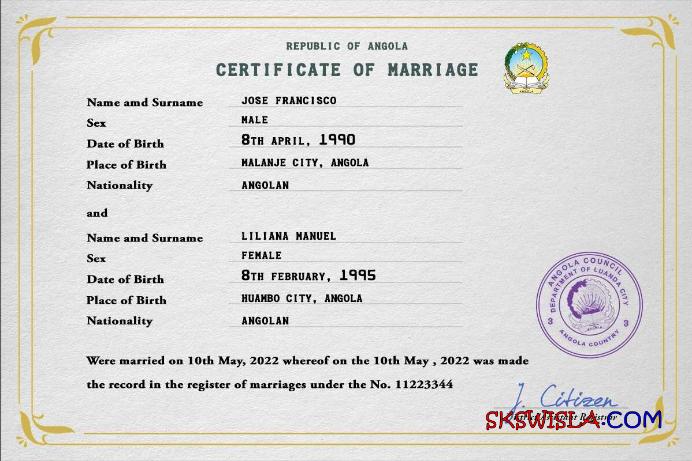 REPUBLIC OF ANGOLA
CERTIFICATE OF MARRIAGE
Name amd Surname JOSE FRANCISCO
Sex MALE
Date of Birth 8TH APRIL, 1990
Place of Birth MALANJE CITY, ANGOLA
Nationality ANGOLAN
and
Name amd Surname LILIANA MANUEL
Sex FEMALE
Date of Birth 8TH FEBRUARY, 1995
Place of Birth HUAMBO CITY, ANGOLA
Nationality ANGOLAN
ANGOLA COUNCIL
DEPARTMENT OF LUANDA CITY
3 3
ANGOLA COUNTRY
Were married on 10th May, 2022 whereof on the 10th May , 2022 was made
the record in the register of marriages under the No. 11223344
J. Citizen
Registrar
SKSWISLA.COM